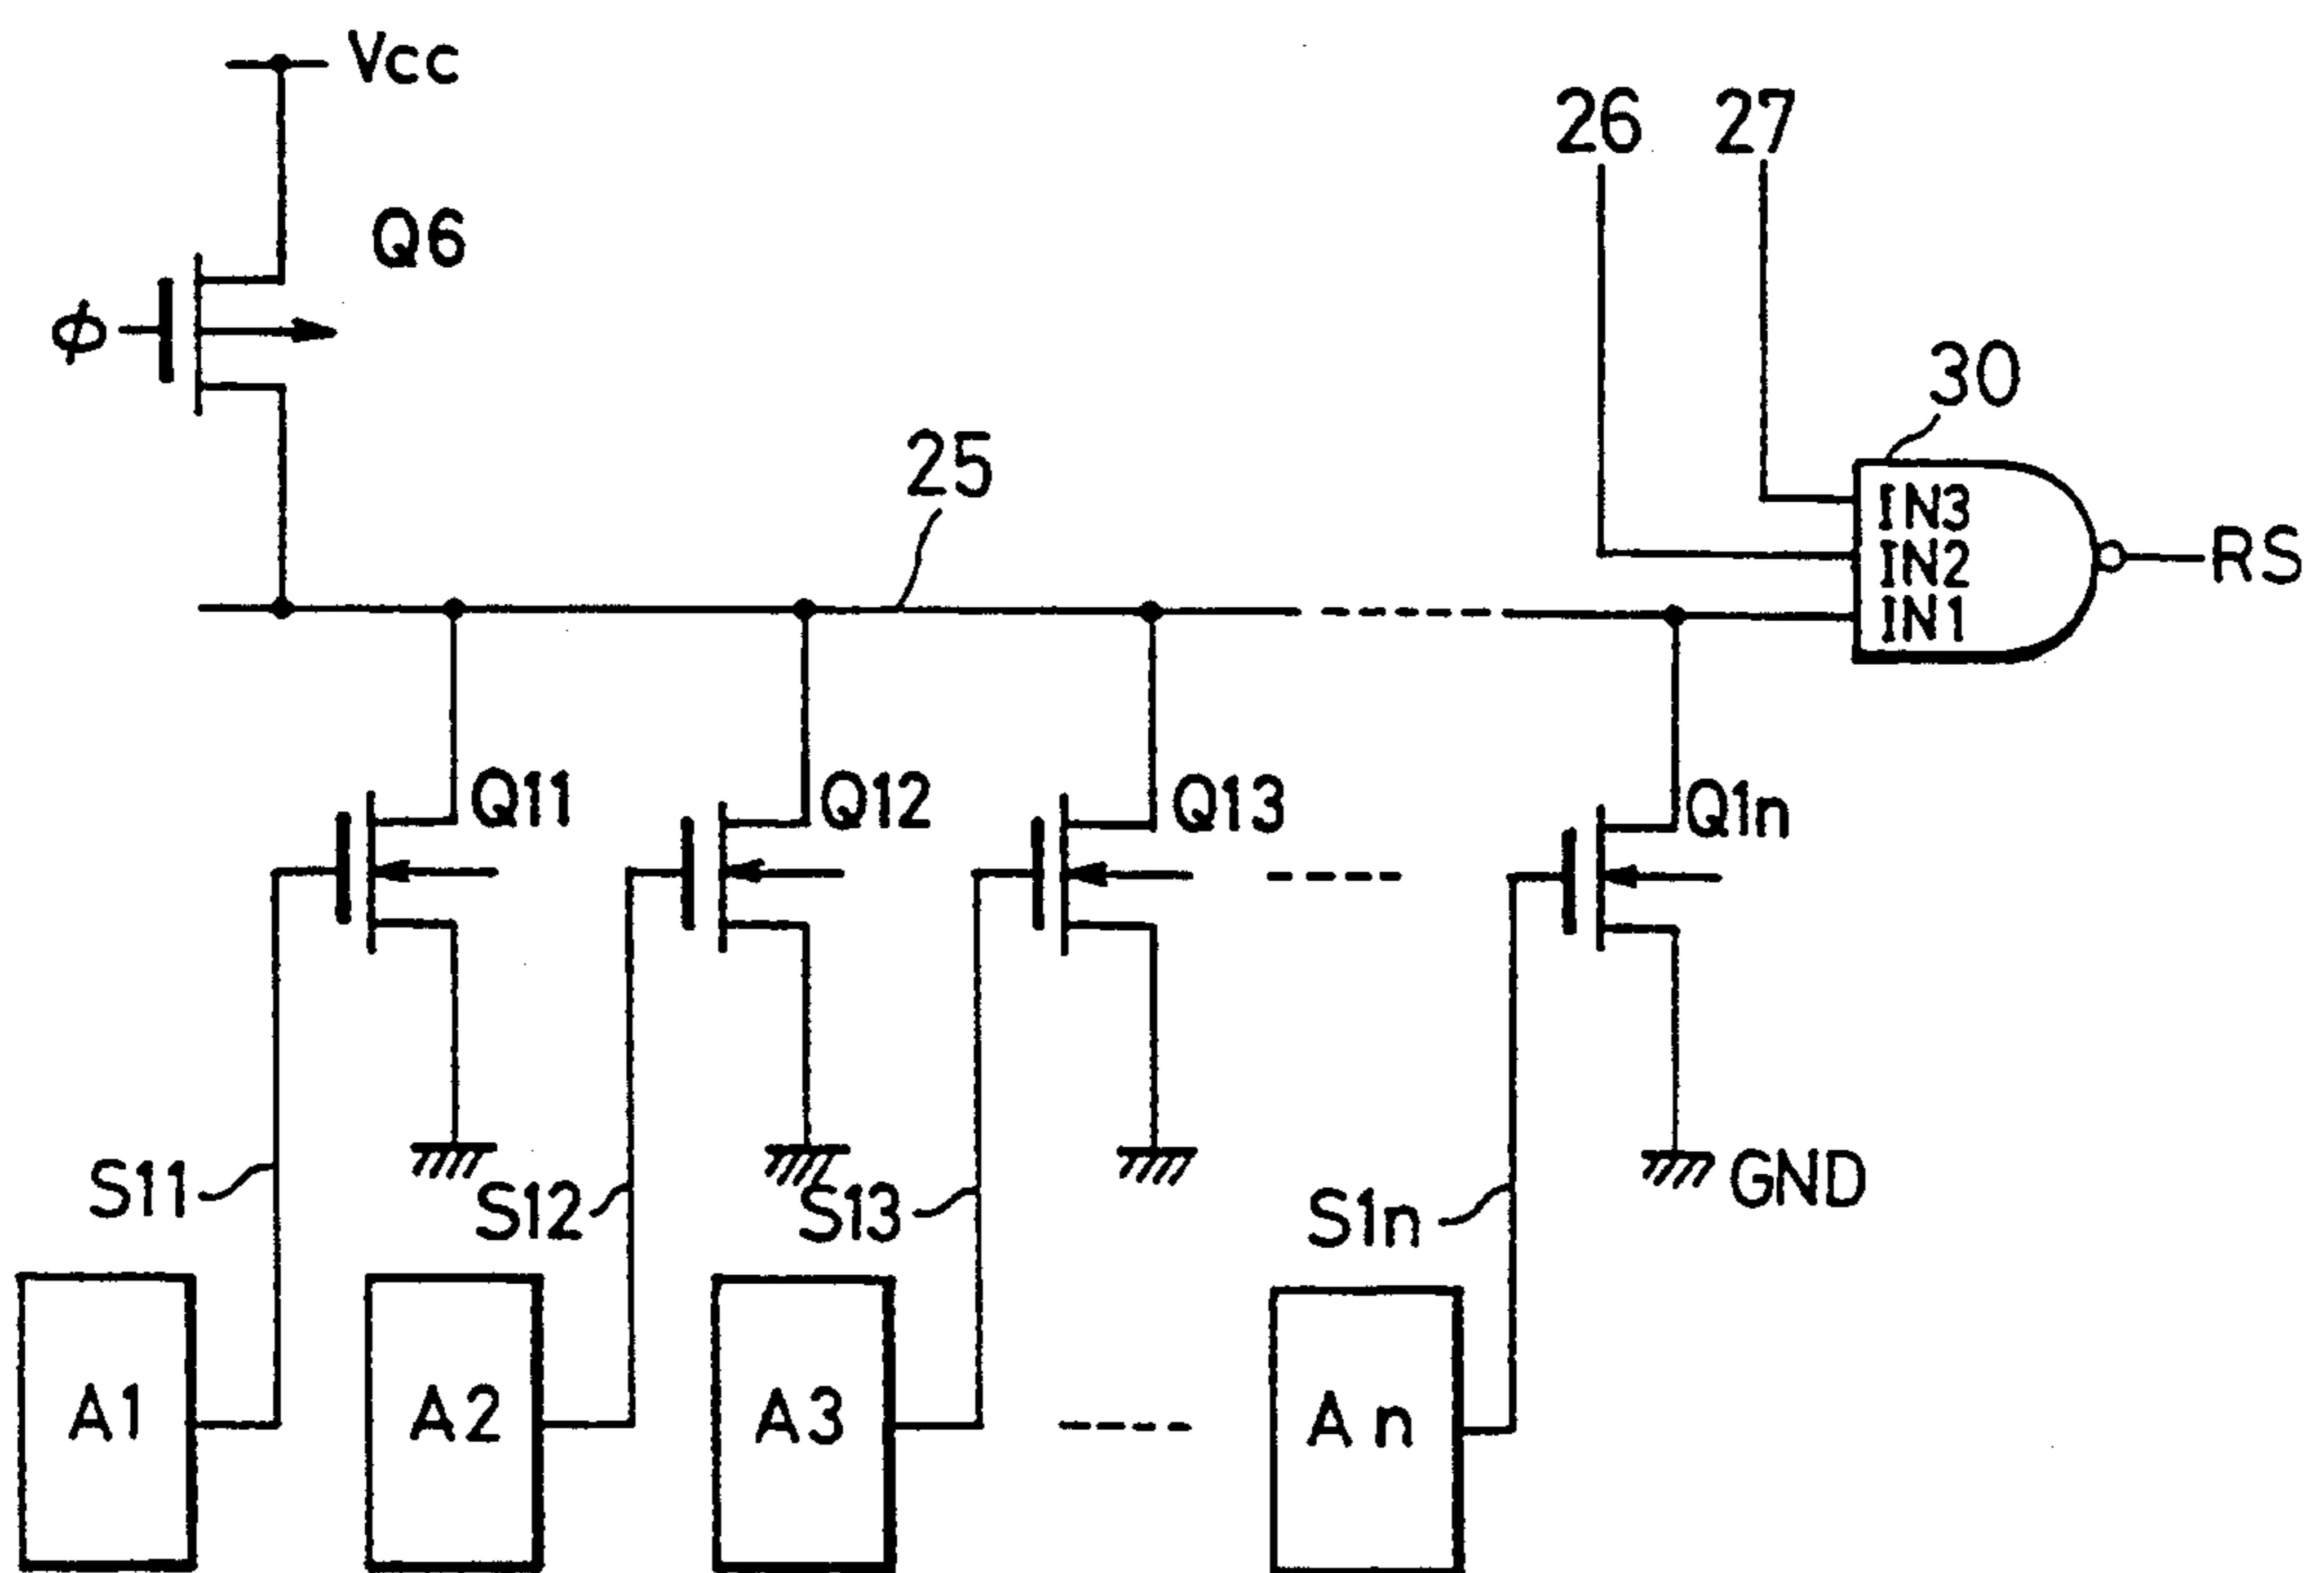 Vcc
26 27
Q6
ϕ
30
25
IN3
IN2
IN1
RS
Q11 Q12 Q13 Q1n
S11 S12 S13 S1n GND
A1 A2 A3 An